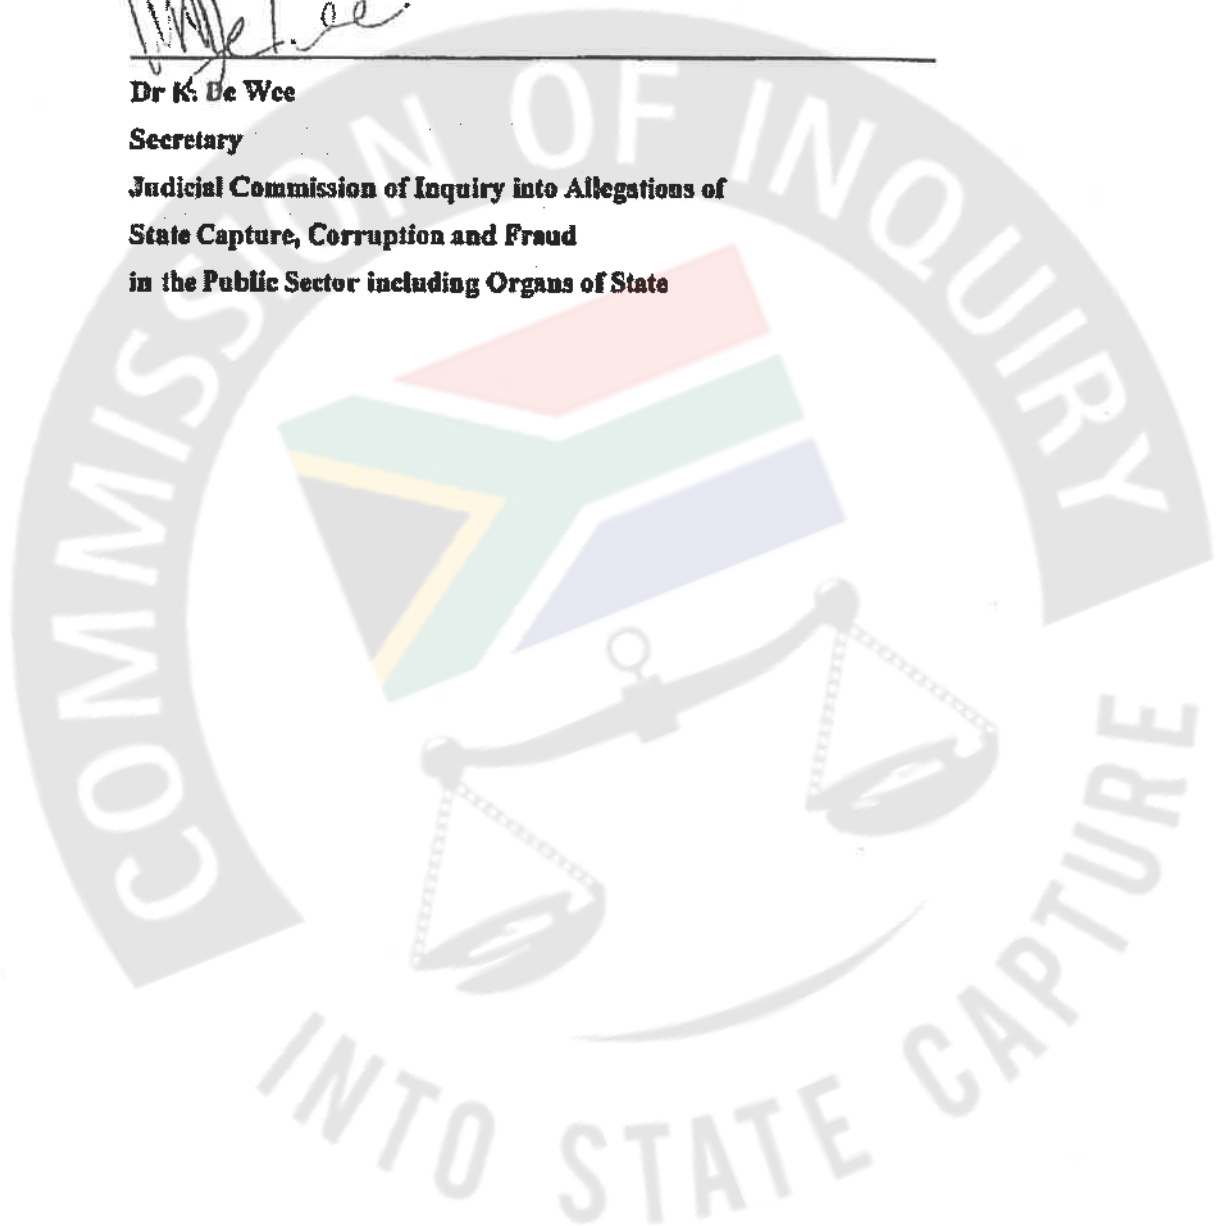 Dr K. De Wee
Secretary
Judicial Commission of Inquiry into Allegations of
State Capture, Corruption and Fraud
in the Public Sector including Organs of State
COMMISSION OF INQUIRY
INTO STATE CAPTURE